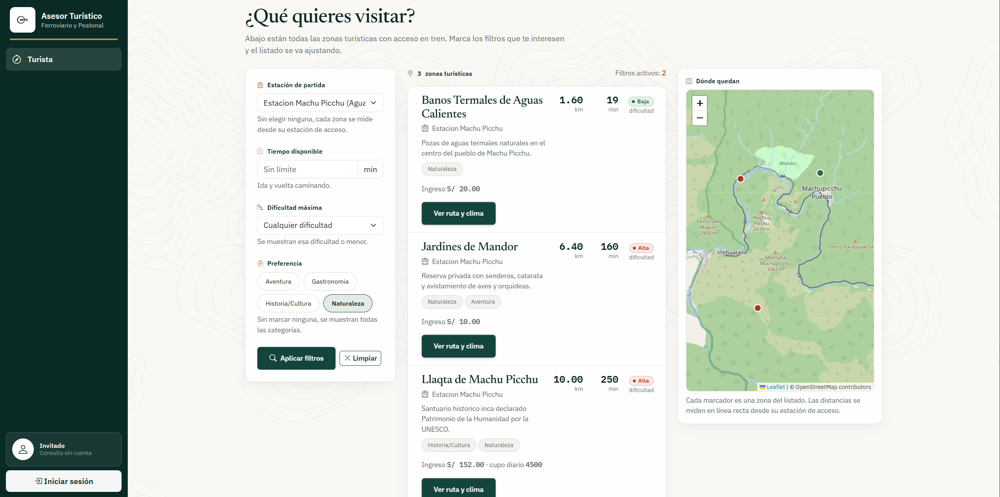 MTC
Asesor Turístico
Ferroviario y Peatonal
Turista
Invitado
Consulta sin cuenta
Iniciar sesión
¿Qué quieres visitar?
Abajo están todas las zonas turísticas con acceso en tren. Marca los filtros que te interesen
y el listado se va ajustando.
Estación de partida
Estacion Machu Picchu (Agua
Sin elegir ninguna, cada zona se mide
desde su estación de acceso.
Tiempo disponible
Sin límite
min
Ida y vuelta caminando.
Dificultad máxima
Cualquier dificultad
Se muestran esa dificultad o menor.
Preferencia
Aventura
Gastronomia
Historia/Cultura
Naturaleza
Sin marcar ninguna, se muestran todas
las categorías.
Aplicar filtros
Limpiar
3 zonas turísticas
Filtros activos: 2
Banos Termales de Aguas
Calientes
1.60
km
19
min
Baja
dificultad
Estacion Machu Picchu
Pozas de aguas termales naturales en el
centro del pueblo de Machu Picchu.
Naturaleza
Ingreso S/ 20.00
Ver ruta y clima
Jardines de Mandor
6.40
km
160
min
Alta
dificultad
Estacion Machu Picchu
Reserva privada con senderos, catarata
y avistamiento de aves y orquideas.
Naturaleza
Aventura
Ingreso S/ 10.00
Ver ruta y clima
Llaqta de Machu Picchu
10.00
km
250
min
Alta
dificultad
Estacion Machu Picchu
Santuario historico inca declarado
Patrimonio de la Humanidad por la
UNESCO.
Historia/Cultura
Naturaleza
Ingreso S/ 152.00 · cupo diario 4500
Ver ruta y clima
Dónde quedan
+
−
Mandor
Río Urubamba
Machupicchu
Pueblo
Huchuy
Picchu
2479 m
Cerro San
Miguel
2900 m
Cerro Paraguyacha
Intihuatana
Urubamba
Montaña
Machupicchu
3061 m
Río Aobamba
Leaflet | © OpenStreetMap contributors
Cada marcador es una zona del listado. Las distancias se
miden en línea recta desde su estación de acceso.